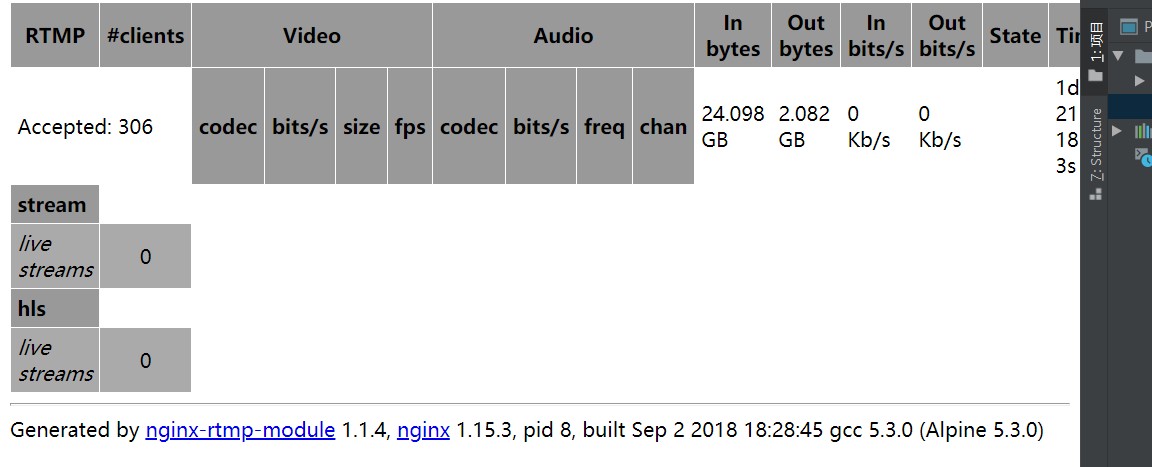 RTMP #clients Video Audio In bytes Out bytes In bits/s Out bits/s State
Accepted: 306 codec bits/s size fps codec bits/s freq chan 24.098 GB 2.082 GB 0 Kb/s 0 Kb/s 1d 21 18 3s
stream
live streams 0
hls
live streams 0
Generated by nginx-rtmp-module 1.1.4, nginx 1.15.3, pid 8, built Sep 2 2018 18:28:45 gcc 5.3.0 (Alpine 5.3.0)
1: 项目
7: Structure
P